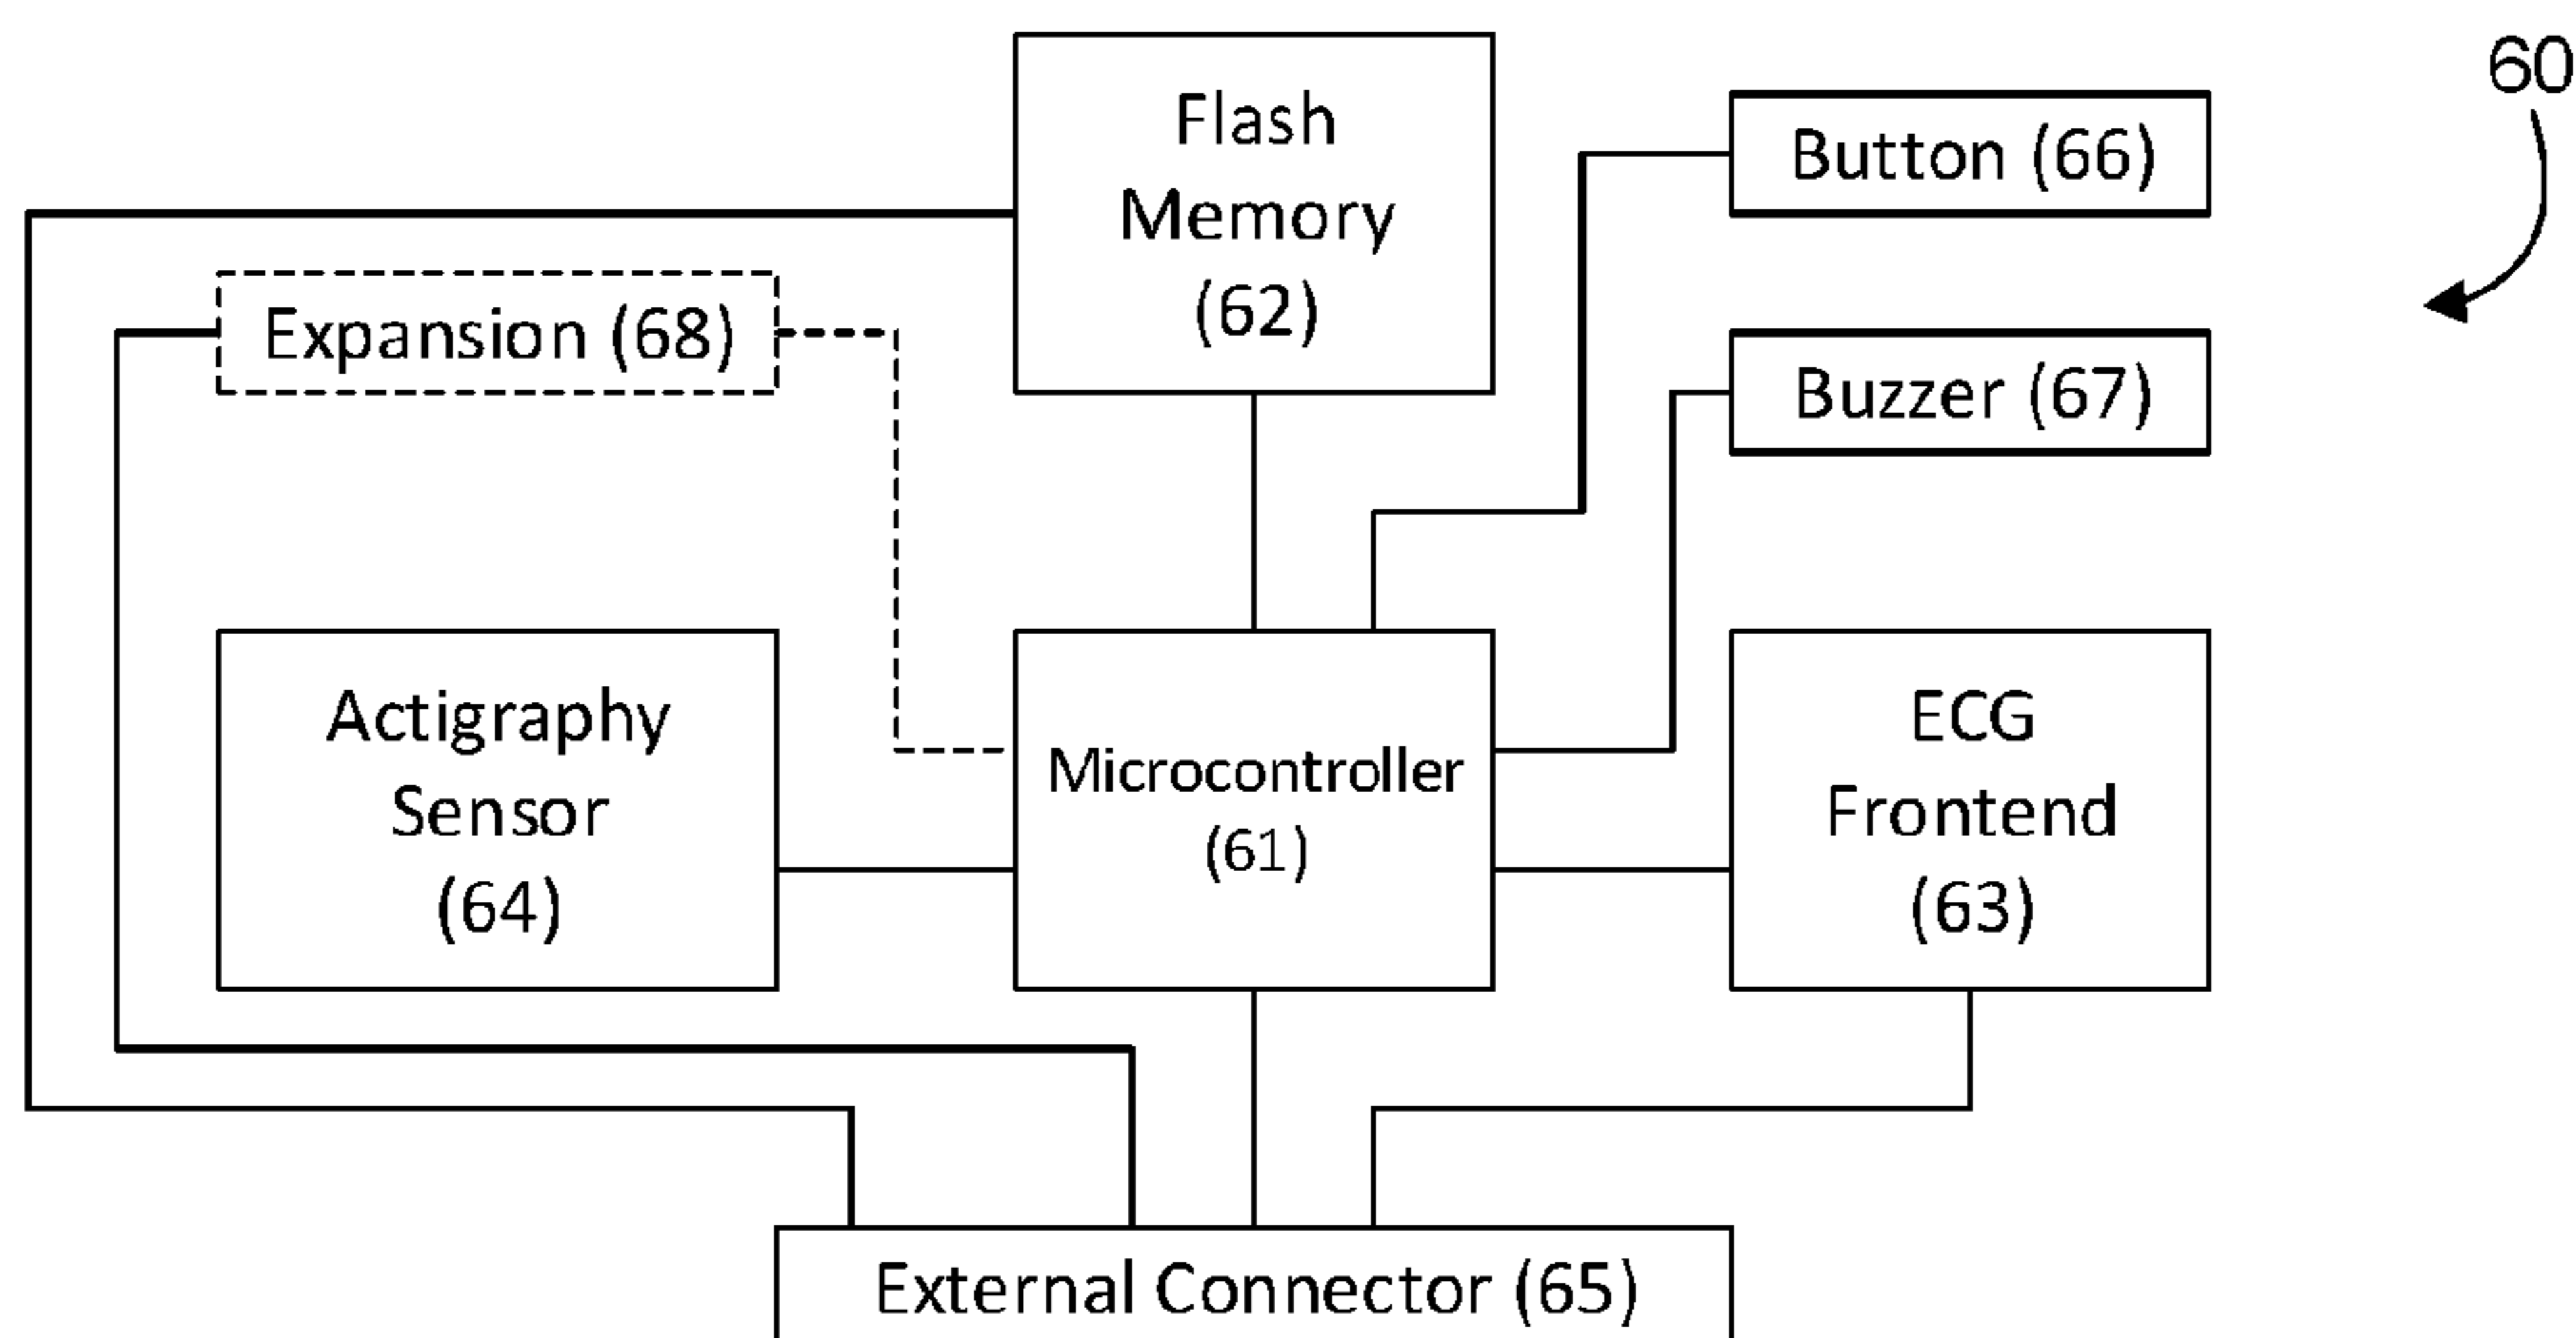 60
Flash
Memory
(62)
Button (66)
Expansion (68)
Buzzer (67)
Actigraphy
Sensor
(64)
Microcontroller
(61)
ECG
Frontend
(63)
External Connector (65)